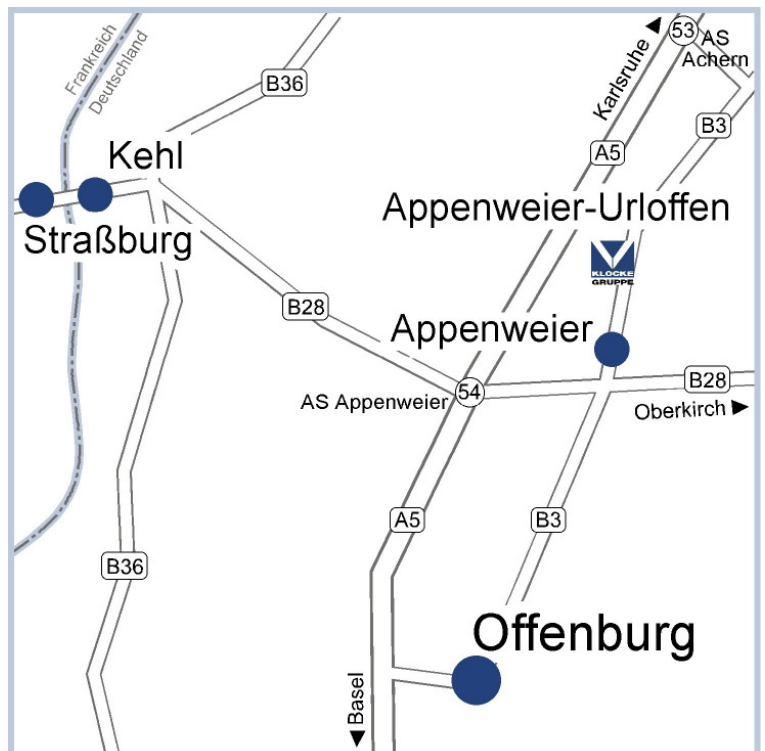 53
AS
Achern
Frankreich
Deutschland
Karlsruhe
B36
B3
A5
Kehl
Appenweier-Urloffen
Straßburg
KLOCKE
GRUPPE
B28
Appenweier
B28
54
AS Appenweier
Oberkirch
A5
B3
B36
Offenburg
Basel